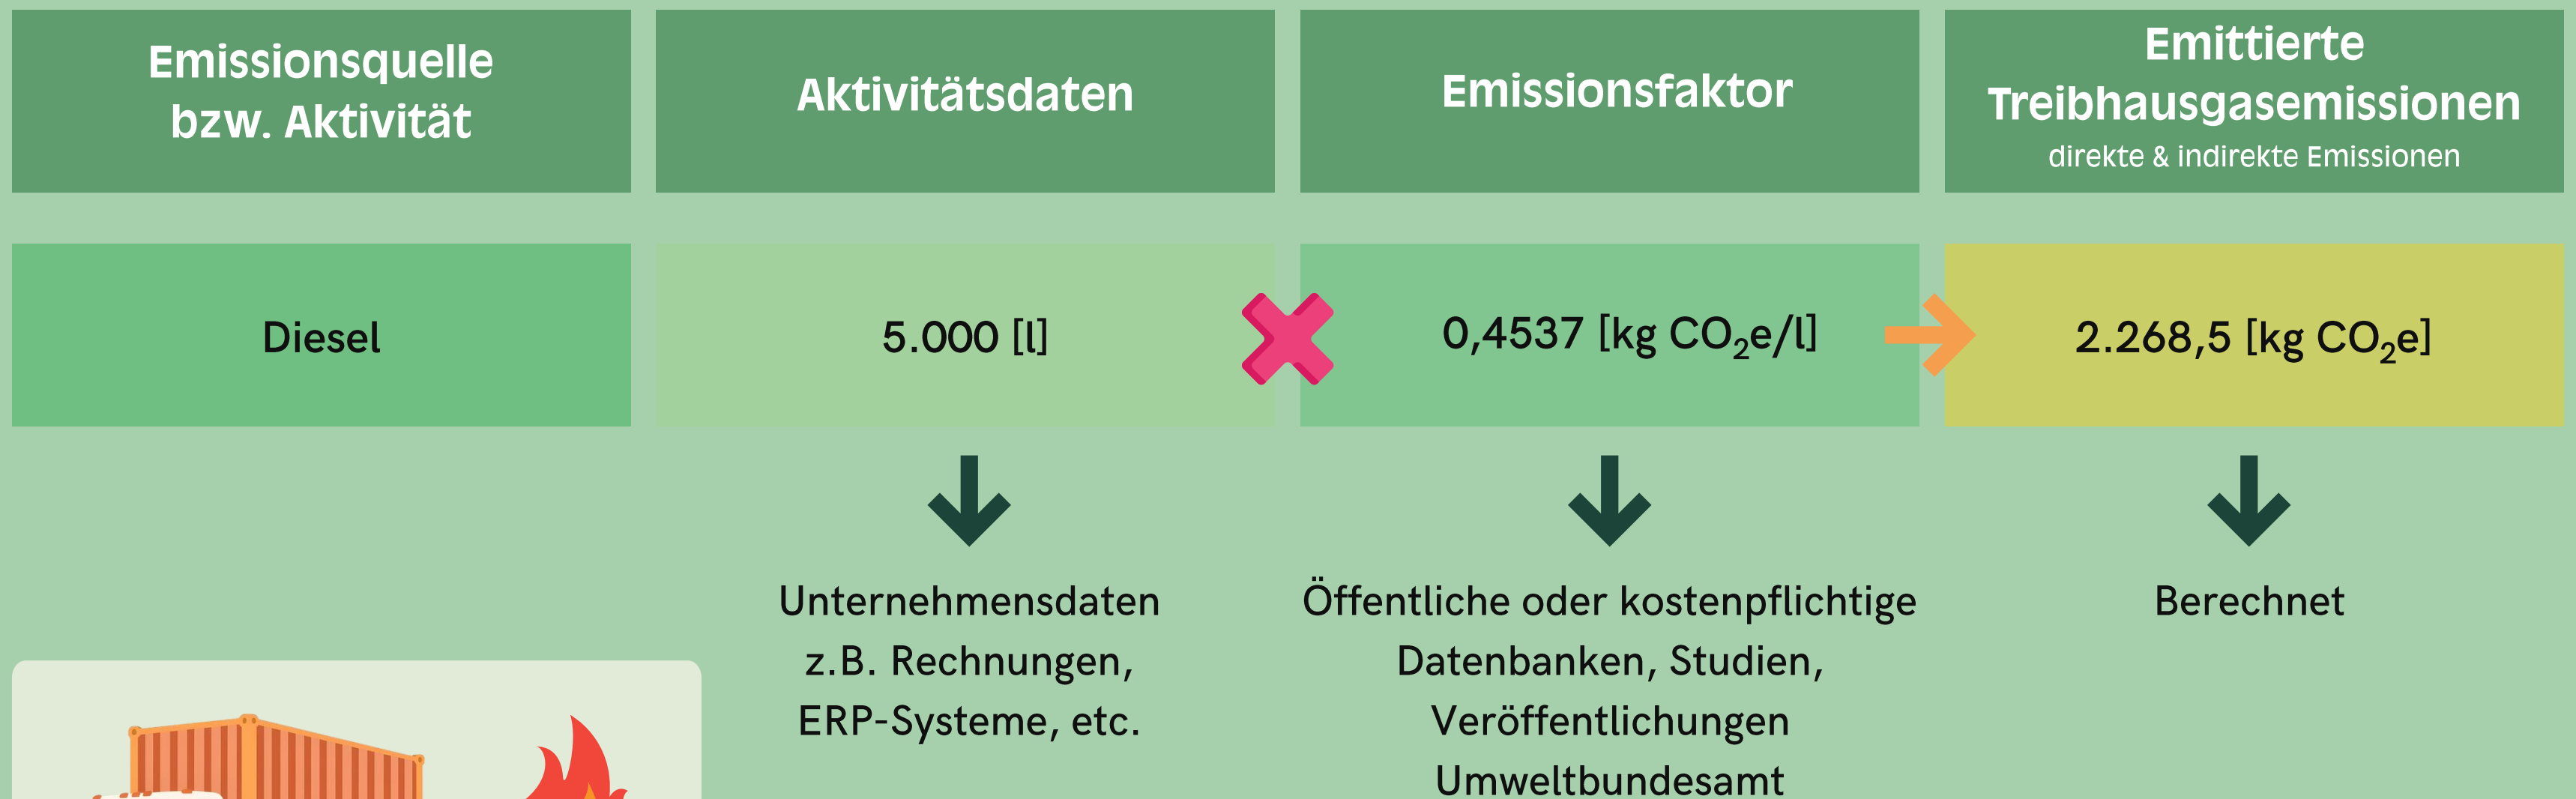 Emissionsquelle
bzw. Aktivität
Aktivitätsdaten
Emissionsfaktor
Emittierte
Treibhausgasemissionen
direkte & indirekte Emissionen
Diesel
5.000 [l]
0,4537 [kg CO₂e/l]
2.268,5 [kg CO₂e]
Unternehmensdaten
z.B. Rechnungen,
ERP-Systeme, etc.
Öffentliche oder kostenpflichtige
Datenbanken, Studien,
Veröffentlichungen
Umweltbundesamt
Berechnet